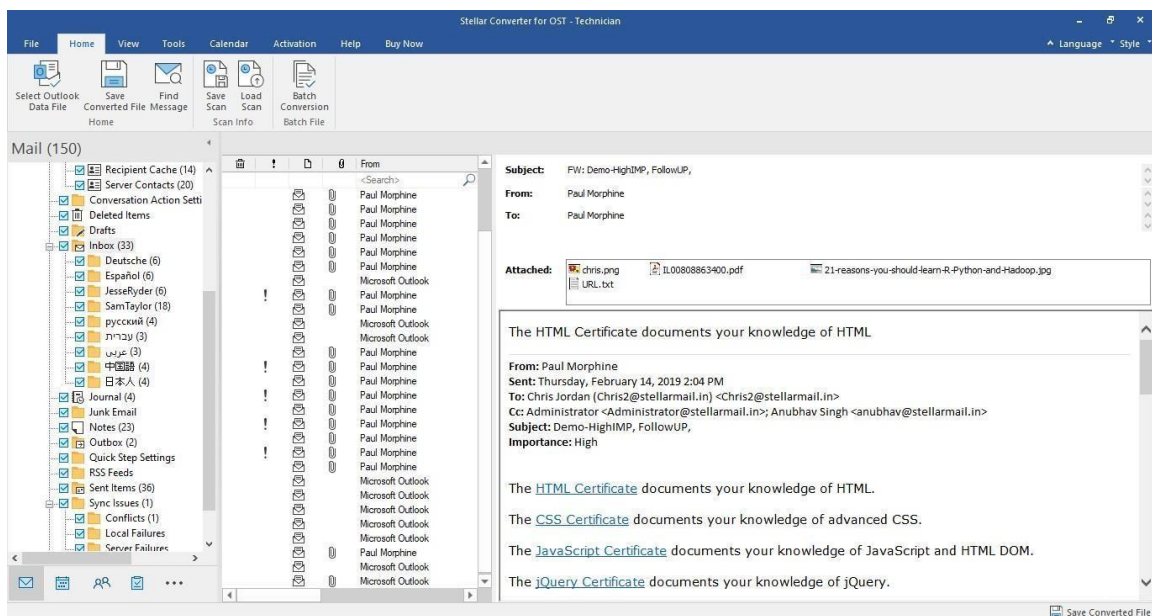 Stellar Converter for OST - Technician
File Home View Tools Calendar Activation Help Buy Now Language Style
Select Outlook Data File
Save Converted File
Find Message
Home
Save Scan
Load Scan
Scan Info
Batch Conversion
Batch File
Mail (150)
Recipient Cache (14)
Server Contacts (20)
Conversation Action Setti
Deleted Items
Drafts
Inbox (33)
Deutsche (6)
Español (6)
JesseRyder (6)
SamTaylor (18)
русский (4)
עברית (3)
عربي (3)
中国語 (4)
日本人 (4)
Journal (4)
Junk Email
Notes (23)
Outbox (2)
Quick Step Settings
RSS Feeds
Sent Items (36)
Sync Issues (1)
Conflicts (1)
Local Failures
Server Failures
From
<Search>
Paul Morphine
Paul Morphine
Paul Morphine
Paul Morphine
Paul Morphine
Paul Morphine
Microsoft Outlook
Paul Morphine
Paul Morphine
Microsoft Outlook
Microsoft Outlook
Paul Morphine
Paul Morphine
Paul Morphine
Paul Morphine
Paul Morphine
Paul Morphine
Paul Morphine
Paul Morphine
Paul Morphine
Microsoft Outlook
Microsoft Outlook
Microsoft Outlook
Microsoft Outlook
Microsoft Outlook
Paul Morphine
Microsoft Outlook
Microsoft Outlook
Subject: FW: Demo-HighIMP, FollowUP,
From: Paul Morphine
To: Paul Morphine
Attached: chris.png IL00808863400.pdf 21-reasons-you-should-learn-R-Python-and-Hadoop.jpg
URL.txt
The HTML Certificate documents your knowledge of HTML
From: Paul Morphine
Sent: Thursday, February 14, 2019 2:04 PM
To: Chris Jordan (Chris2@stellarmail.in) <Chris2@stellarmail.in>
Cc: Administrator <Administrator@stellarmail.in>; Anubhav Singh <anubhav@stellarmail.in>
Subject: Demo-HighIMP, FollowUP,
Importance: High
The HTML Certificate documents your knowledge of HTML.
The CSS Certificate documents your knowledge of advanced CSS.
The JavaScript Certificate documents your knowledge of JavaScript and HTML DOM.
The jQuery Certificate documents your knowledge of jQuery.
Save Converted File